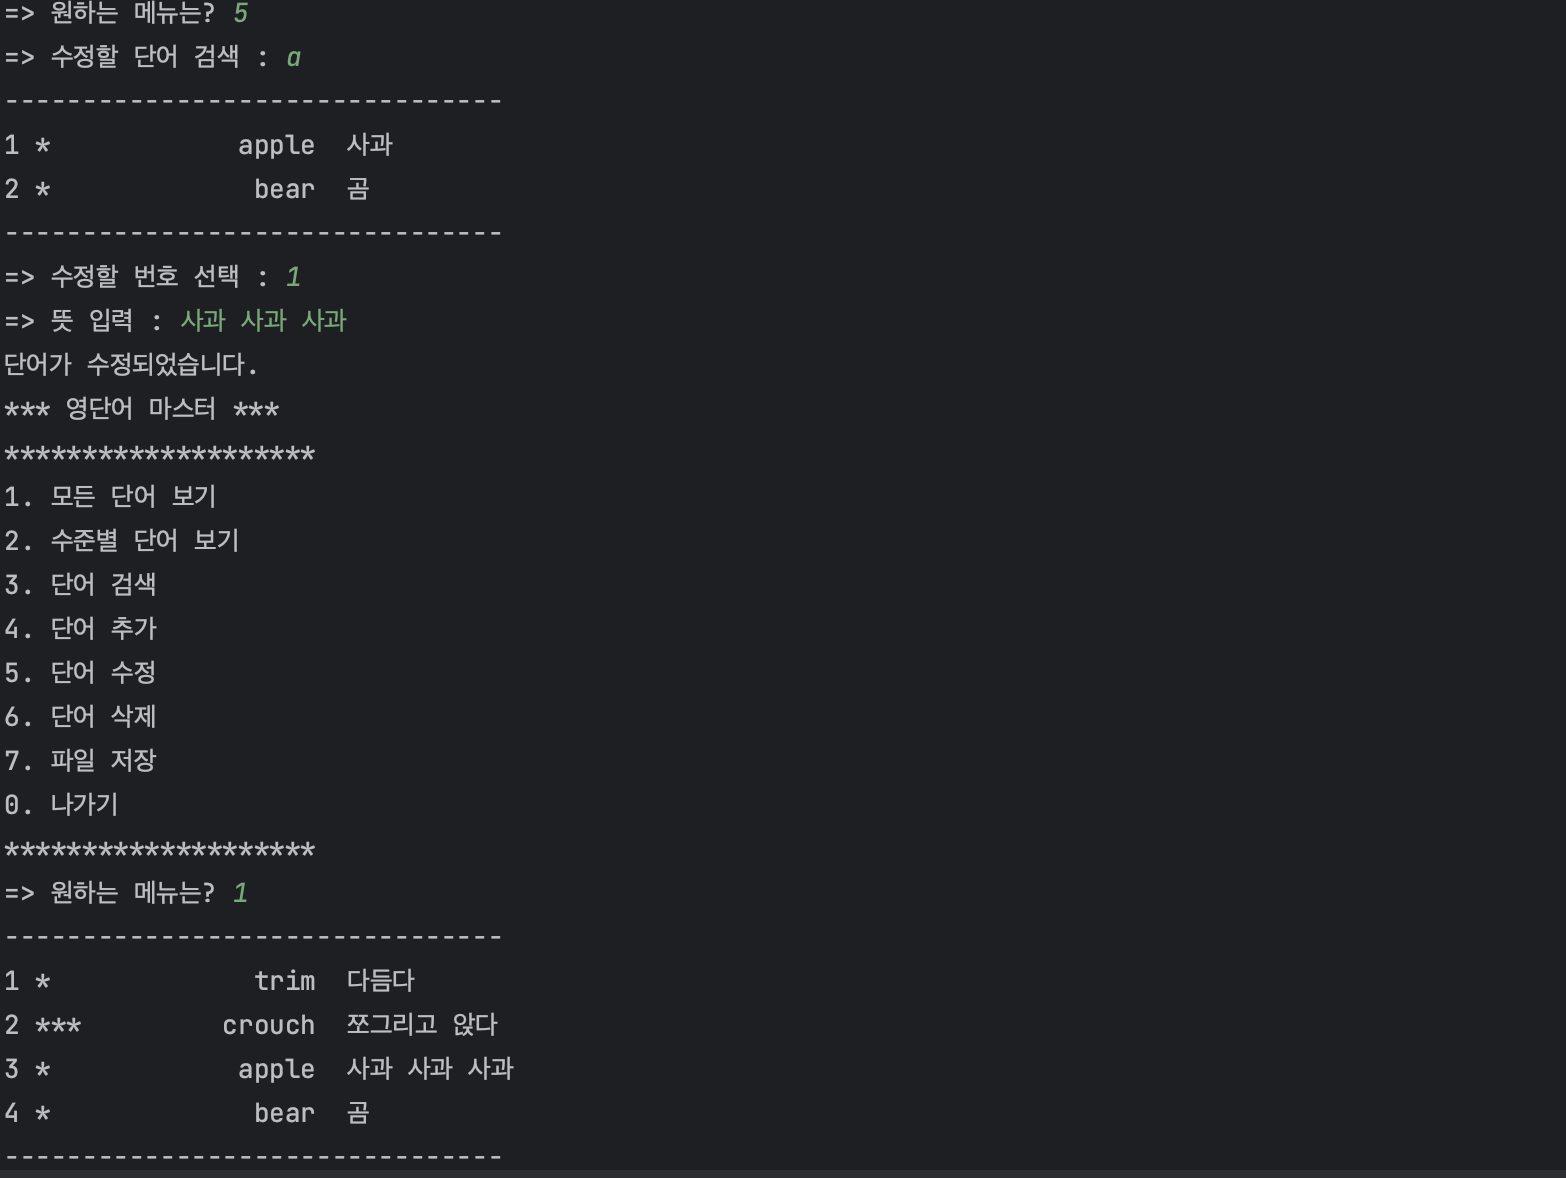 => 원하는 메뉴는? 5
=> 수정할 단어 검색 : a
--------------------------------
1 *            apple  사과
2 *             bear  곰
--------------------------------
=> 수정할 번호 선택 : 1
=> 뜻 입력 : 사과 사과 사과
단어가 수정되었습니다.
*** 영단어 마스터 ***
********************
1. 모든 단어 보기
2. 수준별 단어 보기
3. 단어 검색
4. 단어 추가
5. 단어 수정
6. 단어 삭제
7. 파일 저장
0. 나가기
********************
=> 원하는 메뉴는? 1
--------------------------------
1 *             trim  다듬다
2 ***         crouch  쪼그리고 앉다
3 *            apple  사과 사과 사과
4 *             bear  곰
--------------------------------